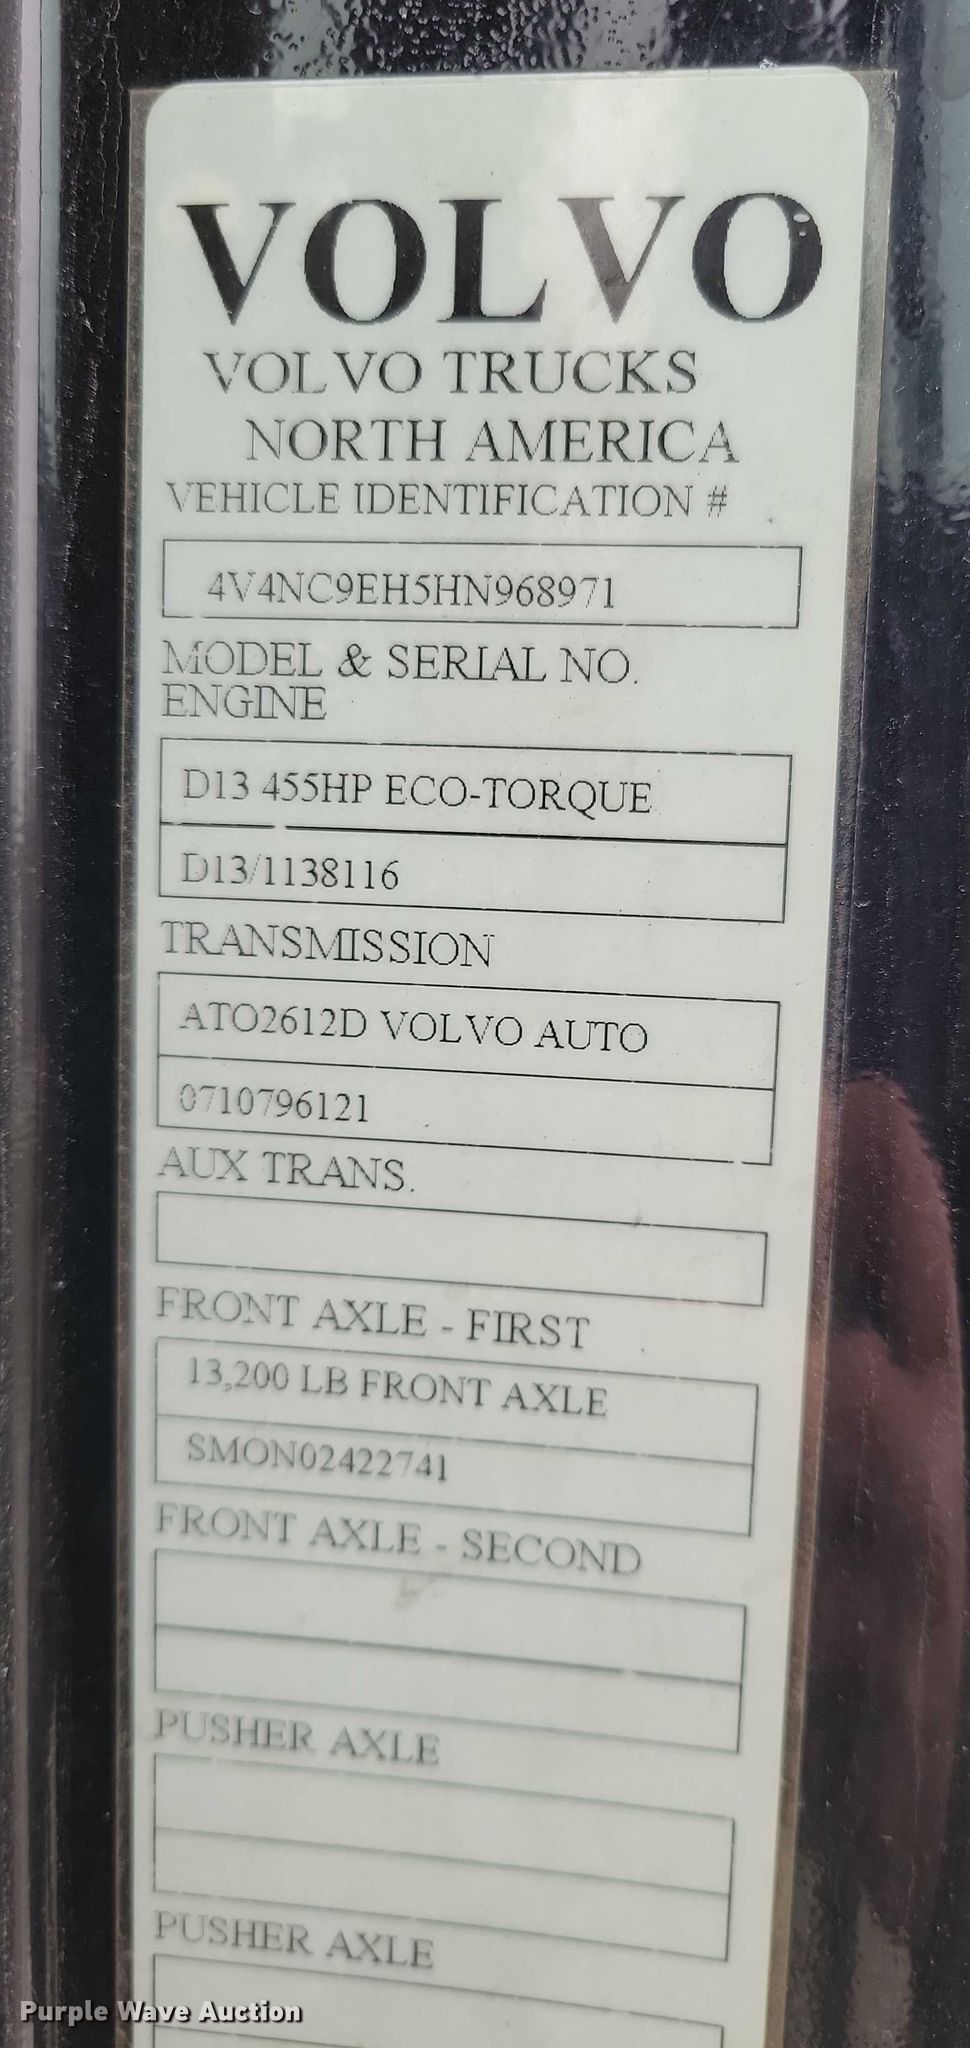 VOLVO
VOLVO TRUCKS
NORTH AMERICA
VEHICLE IDENTIFICATION #
4V4NC9EH5HN968971
MODEL & SERIAL NO.
ENGINE
D13 455HP ECO-TORQUE
D13/1138116
TRANSMISSION
ATO2612D VOLVO AUTO
0710796121
AUX TRANS.
FRONT AXLE - FIRST
13,200 LB FRONT AXLE
SMON02422741
FRONT AXLE - SECOND
PUSHER AXLE
PUSHER AXLE
Purple Wave Auction